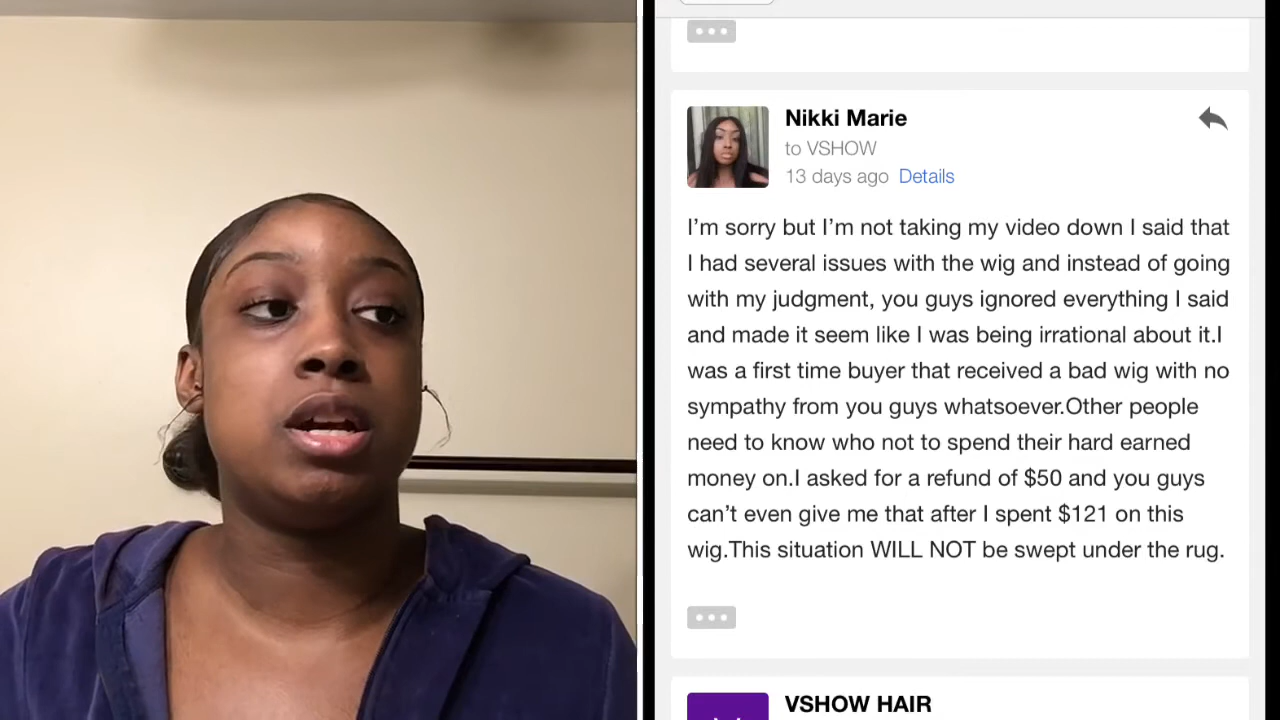 Nikki Marie
to VSHOW
13 days ago Details
I'm sorry but I'm not taking my video down I said that
I had several issues with the wig and instead of going
with my judgment, you guys ignored everything I said
and made it seem like I was being irrational about it.I
was a first time buyer that received a bad wig with no
sympathy from you guys whatsoever.Other people
need to know who not to spend their hard earned
money on.I asked for a refund of $50 and you guys
can't even give me that after I spent $121 on this
wig.This situation WILL NOT be swept under the rug.
VSHOW HAIR